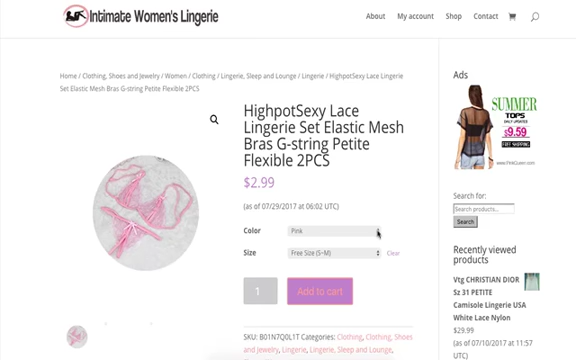 Intimate Women's Lingerie
About My account Shop Contact
Home / Clothing, Shoes and Jewelry / Women / Clothing / Lingerie, Sleep and Lounge / Lingerie / HighpotSexy Lace
Lingerie Set Elastic Mesh Bras G-string Petite Flexible 2PCS
HighpotSexy Lace
Lingerie Set Elastic Mesh
Bras G-string Petite
Flexible 2PCS
$2.99
(as of 07/29/2017 at 06:02 UTC)
Color Pink
Size Free Size (S~M) Clear
1 Add to cart
SKU: B01N7Q0L1T Categories: Clothing, Clothing, Shoes
and Jewelry, Lingerie, Lingerie, Sleep and Lounge,
Ads
SUMMER
TOPS
$9.59
Search for:
Search products...
Search
Recently viewed
products
Vtg CHRISTIAN DIOR
Sz 31 PETITE
Camisole Lingerie USA
White Lace Nylon
$29.99
(as of 07/10/2017 at 11:57
UTC)